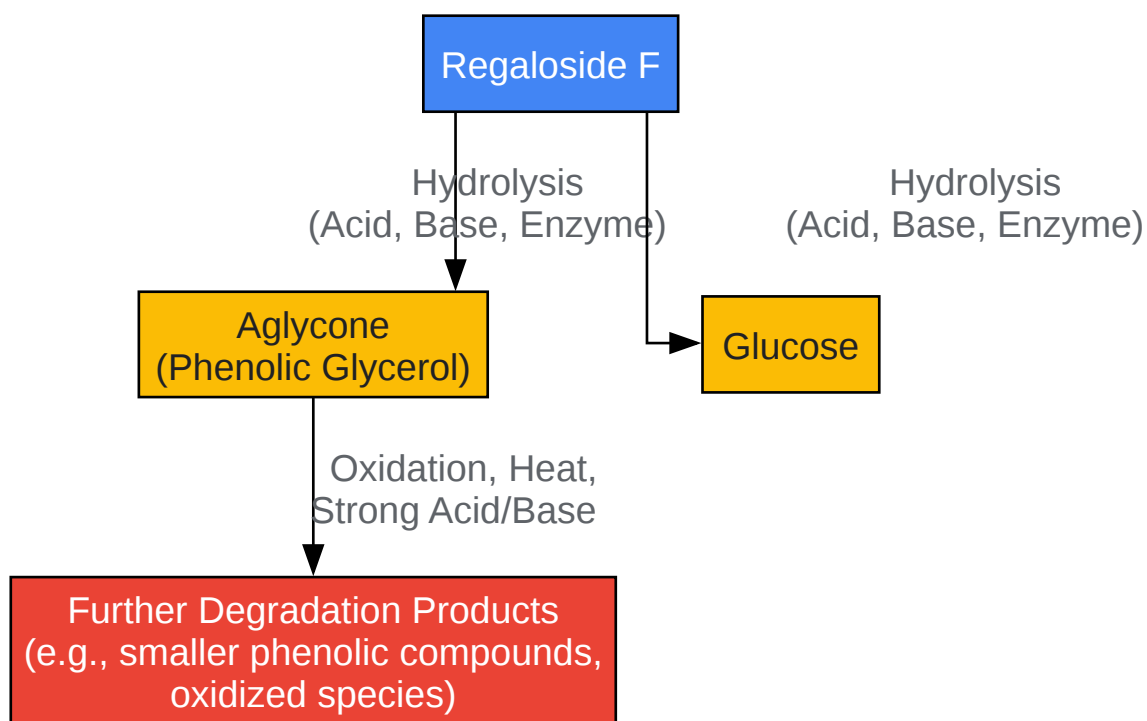 Regaloside F
Hydrolysis
(Acid, Base, Enzyme)
Hydrolysis
(Acid, Base, Enzyme)
Aglycone
(Phenolic Glycerol)
Glucose
Oxidation, Heat,
Strong Acid/Base
Further Degradation Products
(e.g., smaller phenolic compounds,
oxidized species)